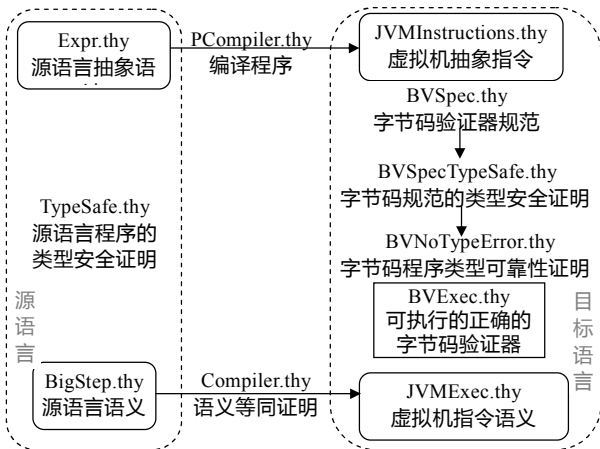 Expr.thy
源语言抽象语
PCompiler.thy
编译程序
JVMInstructions.thy
虚拟机抽象指令
BVSpec.thy
字节码验证器规范
BVSpecTypeSafe.thy
字节码规范的类型安全证明
TypeSafe.thy
源语言程序的
类型安全证明
BVNoTypeError.thy
字节码程序类型可靠性证明
BVExec.thy
可执行的正确的
字节码验证器
源
语
言
目
标
语
言
BigStep.thy
源语言语义
Compiler.thy
语义等同证明
JVMExec.thy
虚拟机指令语义